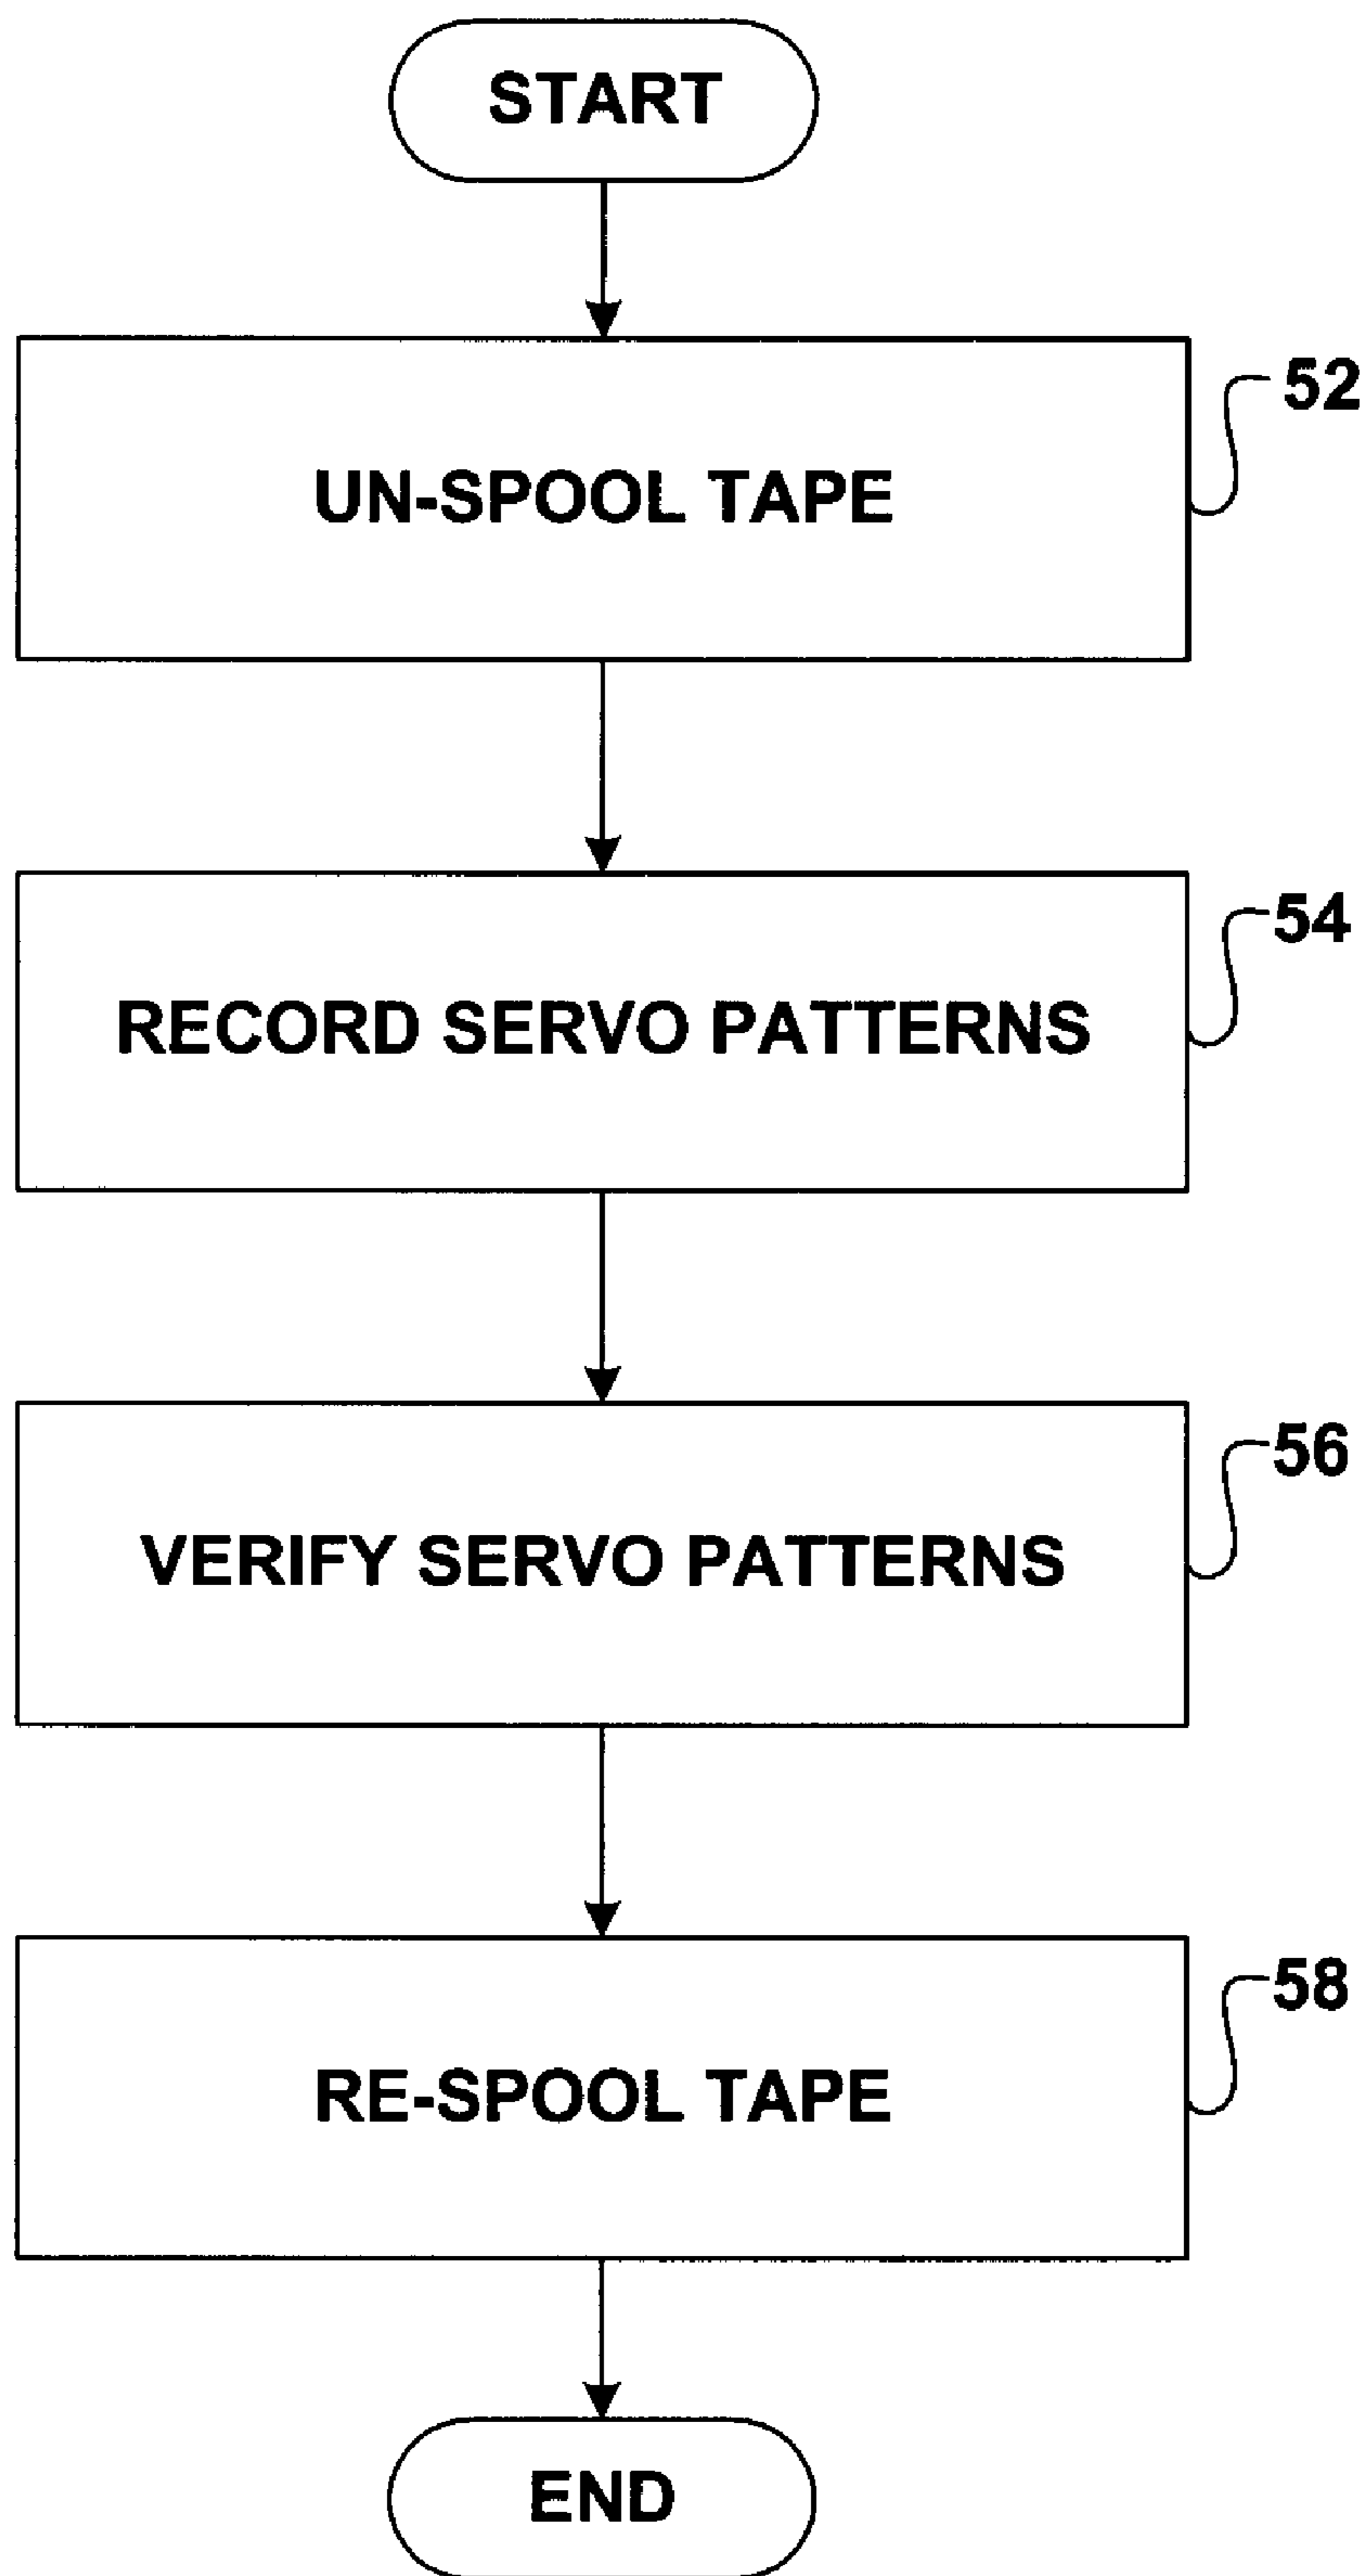 START
52
UN-SPOOL TAPE
54
RECORD SERVO PATTERNS
56
VERIFY SERVO PATTERNS
58
RE-SPOOL TAPE
END